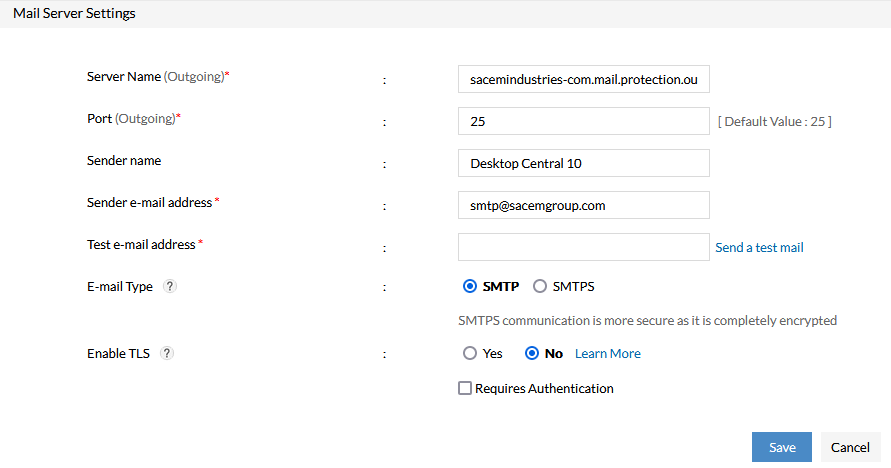 Mail Server Settings
Server Name (Outgoing)* : sacemindustries-com.mail.protection.ou
Port (Outgoing)* : 25 [ Default Value : 25 ]
Sender name : Desktop Central 10
Sender e-mail address * : smtp@sacemgroup.com
Test e-mail address * : Send a test mail
E-mail Type ? : SMTP SMTPS
SMTPS communication is more secure as it is completely encrypted
Enable TLS ? : Yes No Learn More
Requires Authentication
Save Cancel